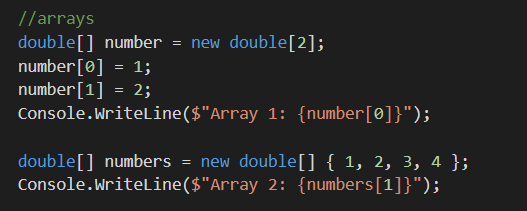 //arrays
double[] number = new double[2];
number[0] = 1;
number[1] = 2;
Console.WriteLine($"Array 1: {number[0]}");
double[] numbers = new double[] { 1, 2, 3, 4 };
Console.WriteLine($"Array 2: {numbers[1]}");